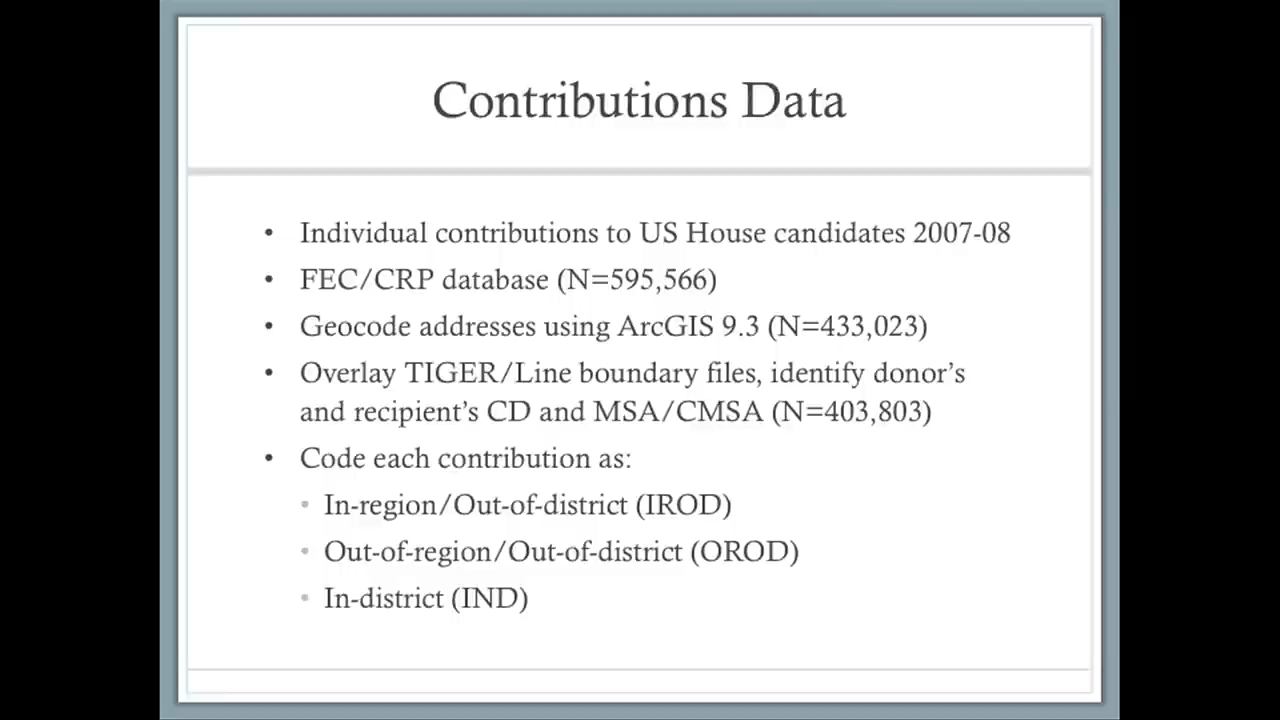 Contributions Data
• Individual contributions to US House candidates 2007-08
• FEC/CRP database (N=595,566)
• Geocode addresses using ArcGIS 9.3 (N=433,023)
• Overlay TIGER/Line boundary files, identify donor’s
and recipient’s CD and MSA/CMSA (N=403,803)
• Code each contribution as:
• In-region/Out-of-district (IROD)
• Out-of-region/Out-of-district (OROD)
• In-district (IND)